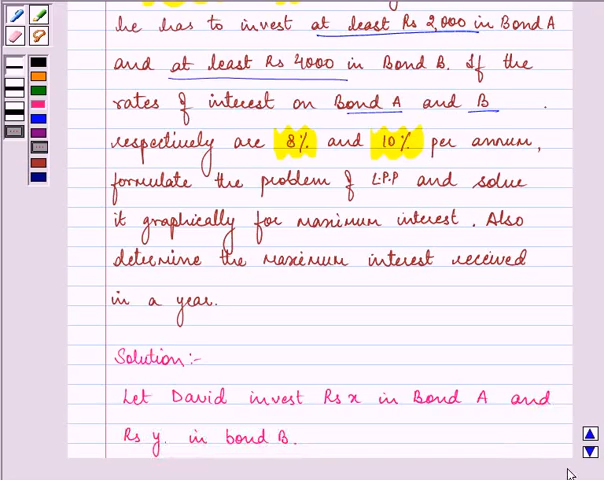 he has to invest at least Rs 2,000 in Bond A
and at least Rs 4000 in Bond B. If the
rates of interest on Bond A and B
respectively are 8% and 10% per annum,
formulate the problem of L.P.P and solve
it graphically for maximum interest. Also
determine the maximum interest received
in a year.
Solution:-
Let David invest Rs x in Bond A and
Rs y. in bond B.